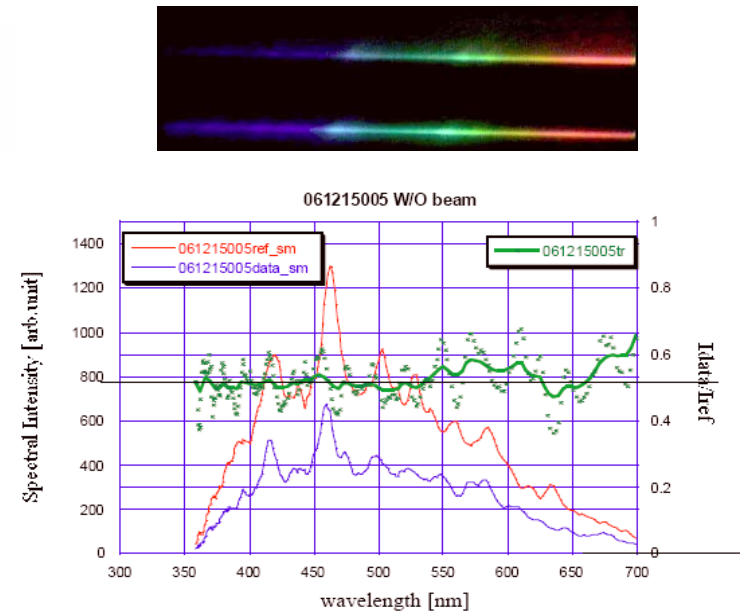 061215005 W/O beam
061215005ref_sm
061215005data_sm
061215005tr
Spectral Intensity [arb.unit]
1400
1200
1000
800
600
400
200
0
1
0.8
0.6
0.4
0.2
0
Idata/Iref
300 350 400 450 500 550 600 650 700
wavelength [nm]